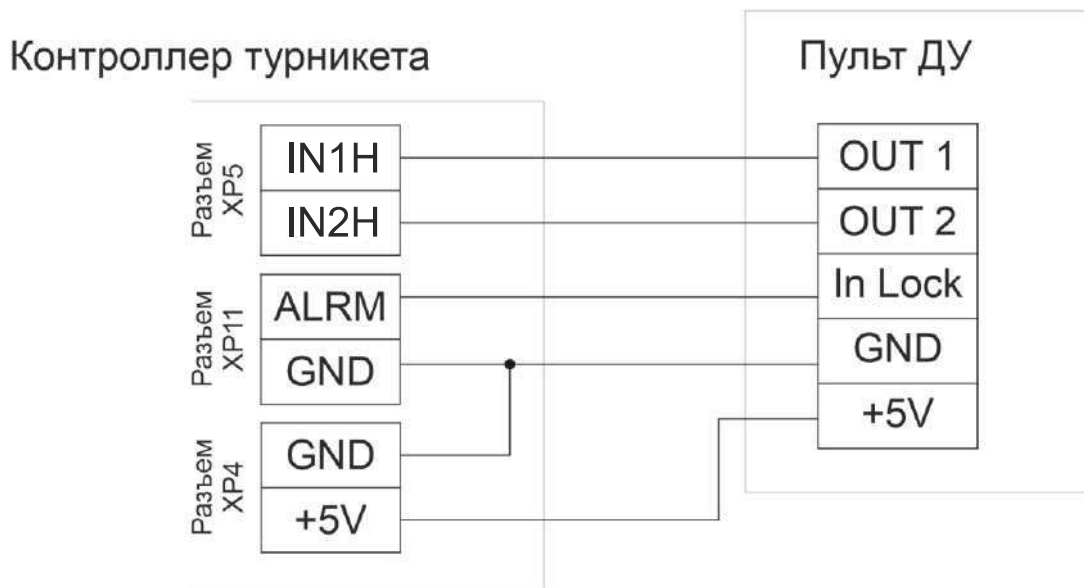 Контроллер турникета
Пульт ДУ
Разъем
XP5
IN1H
IN2H
Разъем
XP11
ALRM
GND
Разъем
XP4
GND
+5V
OUT 1
OUT 2
In Lock
GND
+5V